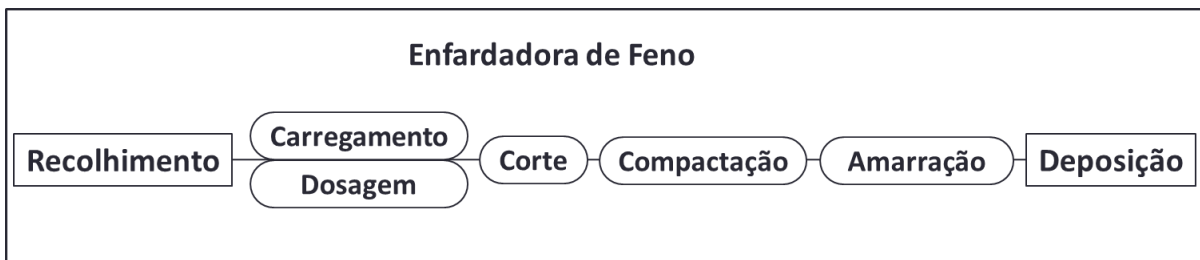 Enfardadora de Feno
Recolhimento
Carregamento
Dosagem
Corte
Compactação
Amarração
Deposição